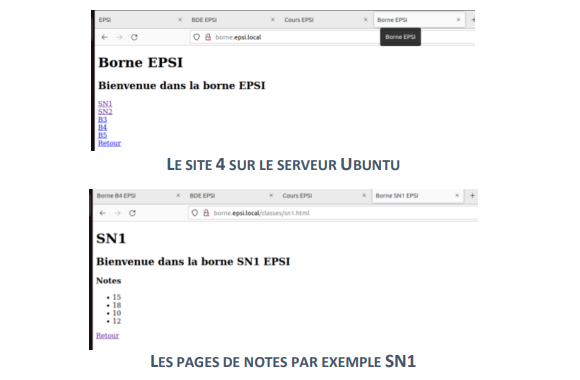 EPSI × BDE EPSI × Cours EPSI × Borne EPSI × +
borne.epsi.local
Borne EPSI
Borne EPSI
Bienvenue dans la borne EPSI
SN1
SN2
B3
B4
B5
Retour
LE SITE 4 SUR LE SERVEUR UBUNTU
Borne B4 EPSI × BDE EPSI × Cours EPSI × Borne SN1 EPSI × +
borne.epsi.local/classes/sn1.html
SN1
Bienvenue dans la borne SN1 EPSI
Notes
• 15
• 18
• 10
• 12
Retour
LES PAGES DE NOTES PAR EXEMPLE SN1